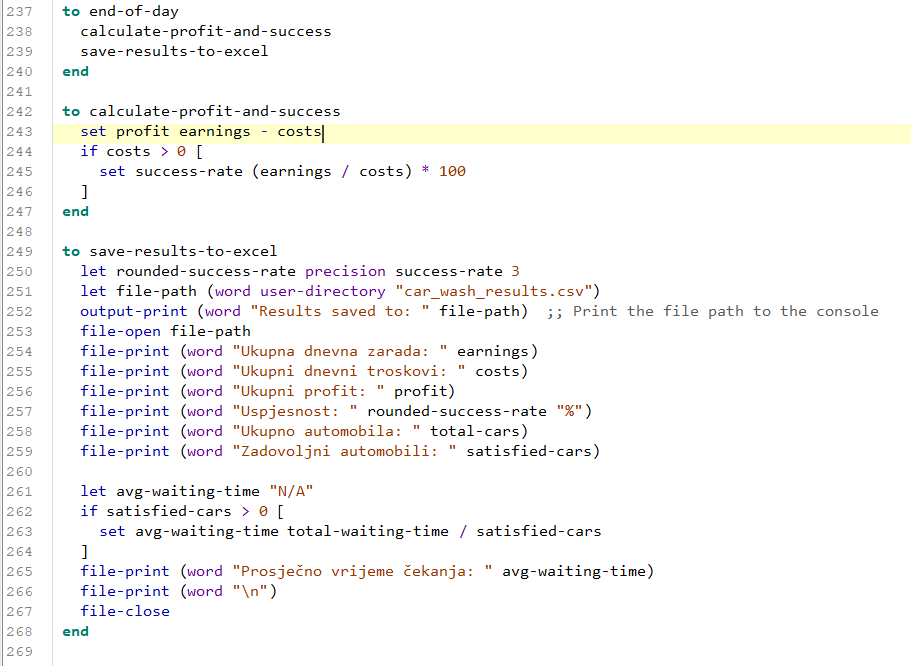 237 to end-of-day
238   calculate-profit-and-success
239   save-results-to-excel
240 end
241
242 to calculate-profit-and-success
243   set profit earnings - costs
244   if costs > 0 [
245     set success-rate (earnings / costs) * 100
246   ]
247 end
248
249 to save-results-to-excel
250   let rounded-success-rate precision success-rate 3
251   let file-path (word user-directory "car_wash_results.csv")
252   output-print (word "Results saved to: " file-path)  ;; Print the file path to the console
253   file-open file-path
254   file-print (word "Ukupna dnevna zarada: " earnings)
255   file-print (word "Ukupni dnevni troskovi: " costs)
256   file-print (word "Ukupni profit: " profit)
257   file-print (word "Uspjesnost: " rounded-success-rate "%")
258   file-print (word "Ukupno automobila: " total-cars)
259   file-print (word "Zadovoljni automobili: " satisfied-cars)
260
261   let avg-waiting-time "N/A"
262   if satisfied-cars > 0 [
263     set avg-waiting-time total-waiting-time / satisfied-cars
264   ]
265   file-print (word "Prosječno vrijeme čekanja: " avg-waiting-time)
266   file-print (word "\n")
267   file-close
268 end
269